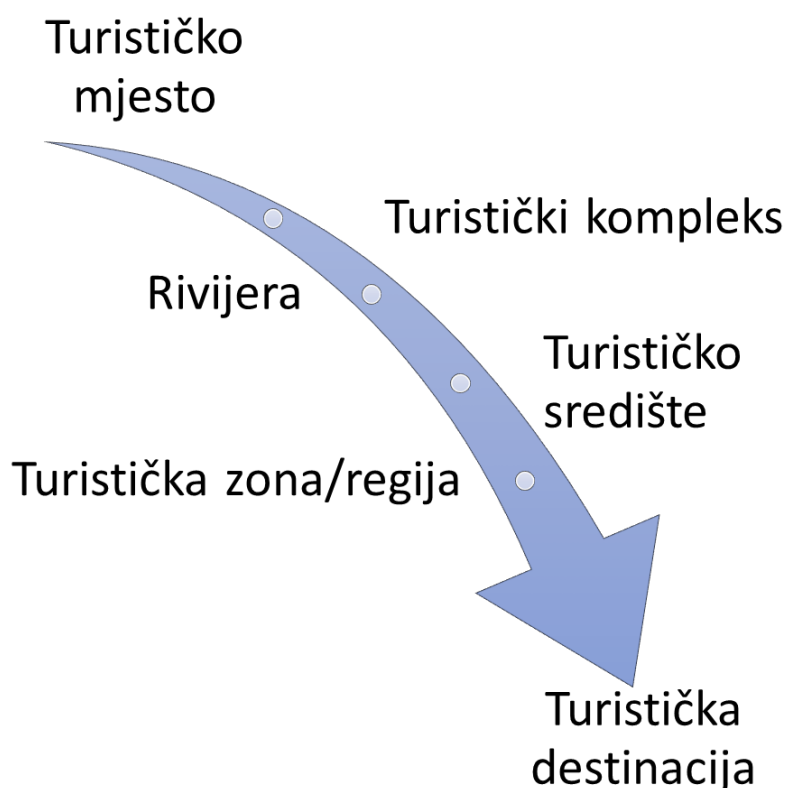 Turističko
mjesto
Turistički kompleks
Rivijera
Turističko
središte
Turistička zona/regija
Turistička
destinacija